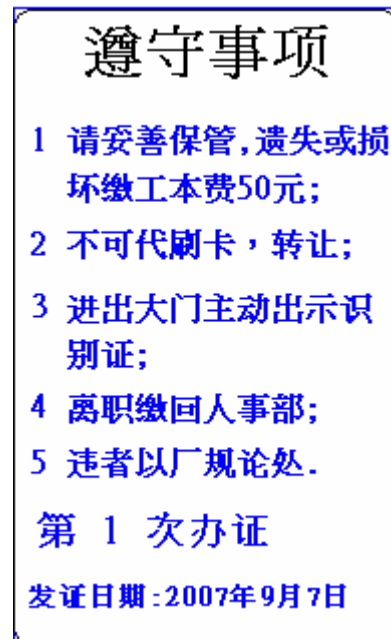 遵守事项
1 请妥善保管,遗失或损
坏缴工本费50元;
2 不可代刷卡，转让;
3 进出大门主动出示识
别证;
4 离职缴回人事部;
5 违者以厂规论处.
第 1 次办证
发证日期:2007年9月7日